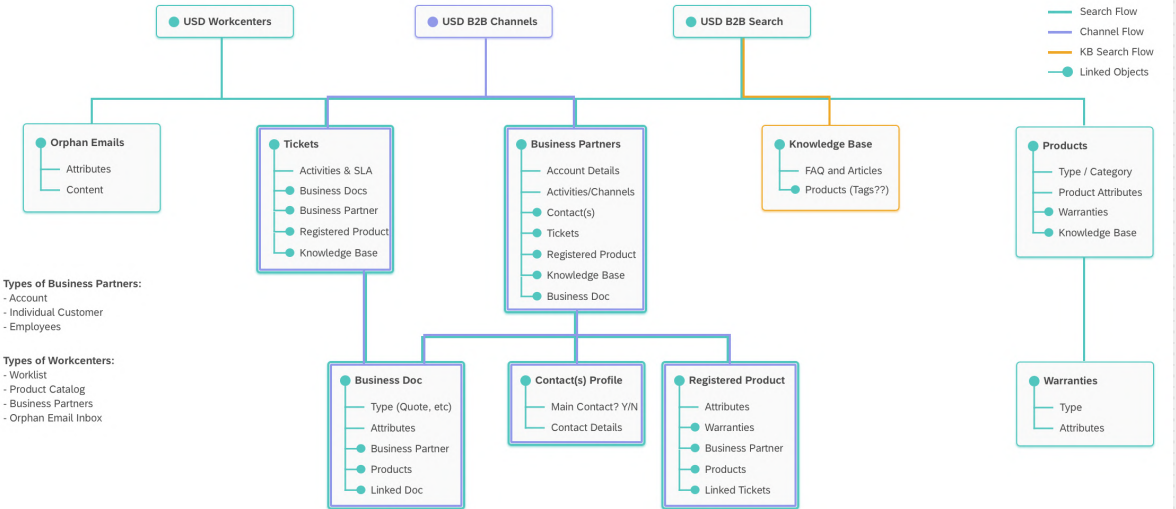 USD Workcenters
USD B2B Channels
USD B2B Search
Search Flow
Channel Flow
KB Search Flow
Linked Objects
Orphan Emails
Attributes
Content
Tickets
Activities & SLA
Business Docs
Business Partner
Registered Product
Knowledge Base
Business Partners
Account Details
Activities/Channels
Contact(s)
Tickets
Registered Product
Knowledge Base
Business Doc
Knowledge Base
FAQ and Articles
Products (Tags??)
Products
Type / Category
Product Attributes
Warranties
Knowledge Base
Types of Business Partners:
- Account
- Individual Customer
- Employees
Types of Workcenters:
- Worklist
- Product Catalog
- Business Partners
- Orphan Email Inbox
Business Doc
Type (Quote, etc)
Attributes
Business Partner
Products
Linked Doc
Contact(s) Profile
Main Contact? Y/N
Contact Details
Registered Product
Attributes
Warranties
Business Partner
Products
Linked Tickets
Warranties
Type
Attributes